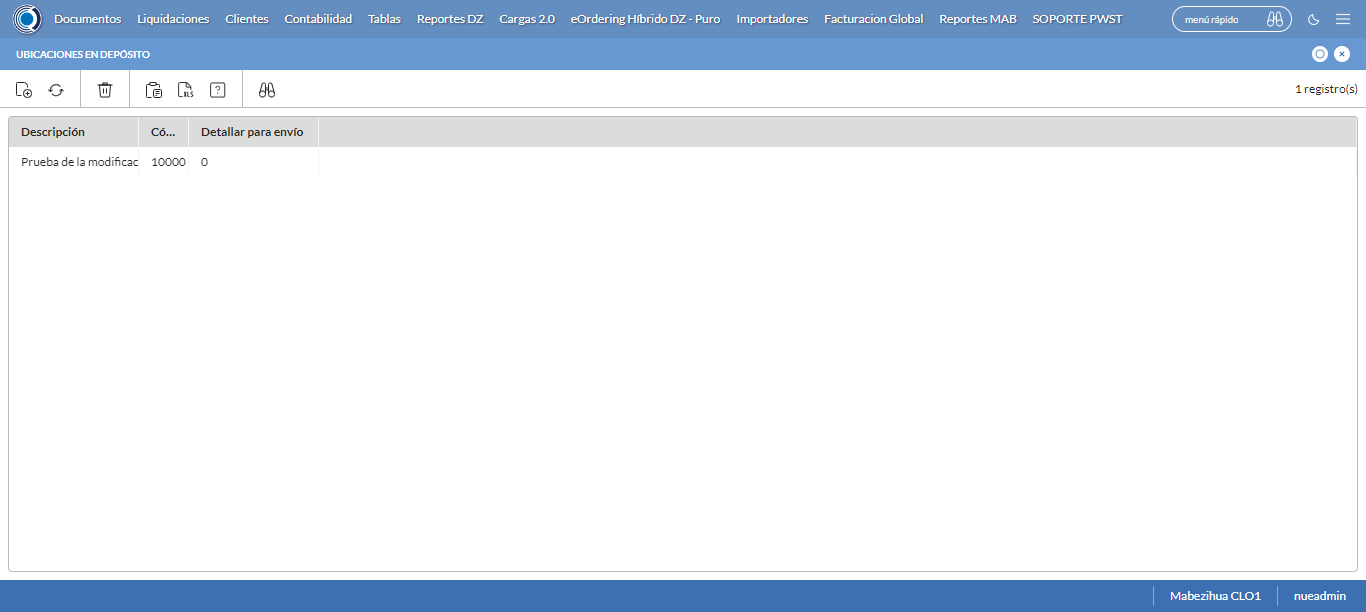 Documentos Liquidaciones Clientes Contabilidad Tablas Reportes DZ Cargas 2.0 eOrdering Híbrido DZ - Puro Importadores Facturacion Global Reportes MAB SOPORTE PWST menú rápido
UBICACIONES EN DEPÓSITO
XLS ? 1 registro(s)
Descripción Có... Detallar para envío
Prueba de la modificac 10000 0
Mabezihua CLO1 nueadmin